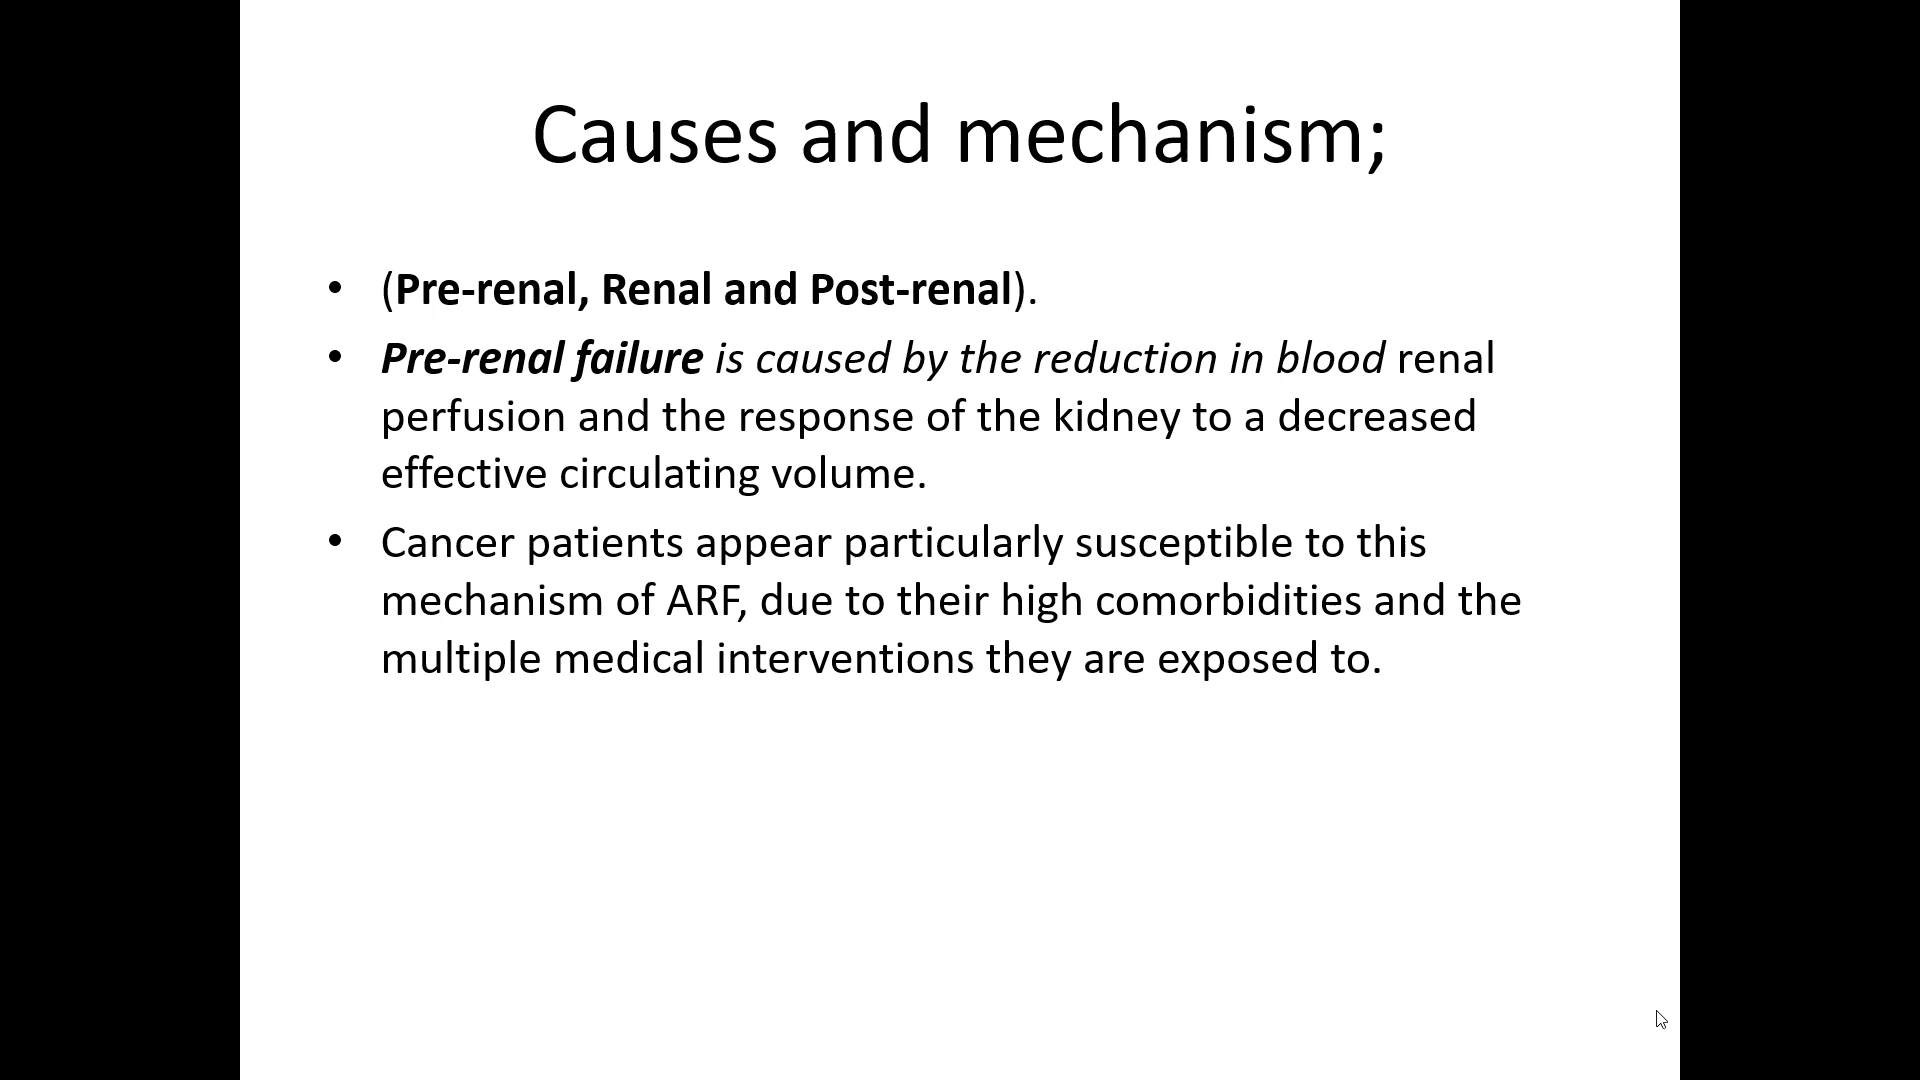 Causes and mechanism;
• (Pre-renal, Renal and Post-renal).
• Pre-renal failure is caused by the reduction in blood renal
perfusion and the response of the kidney to a decreased
effective circulating volume.
• Cancer patients appear particularly susceptible to this
mechanism of ARF, due to their high comorbidities and the
multiple medical interventions they are exposed to.